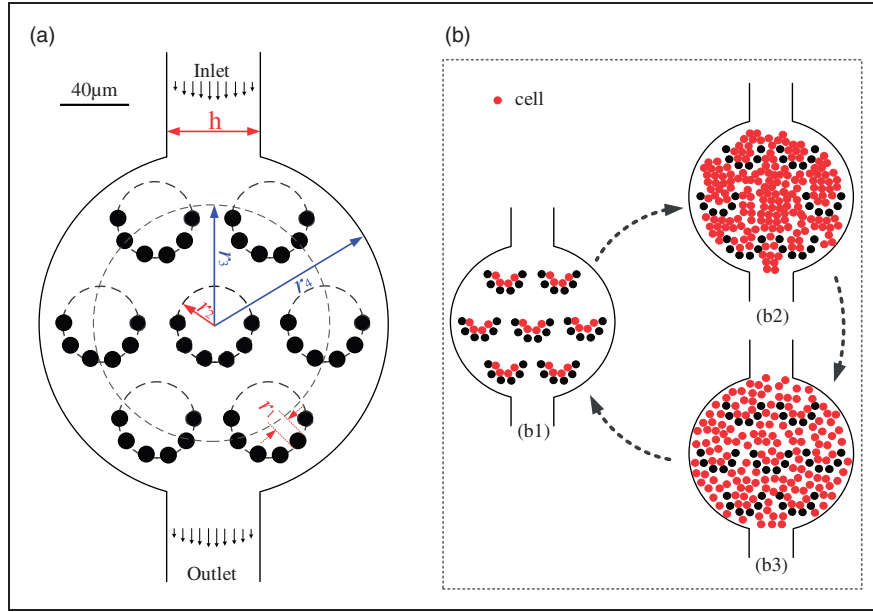 (a)
Inlet
40μm
h
r₃
r₄
r₂
r₁
Outlet
(b)
cell
(b1)
(b2)
(b3)